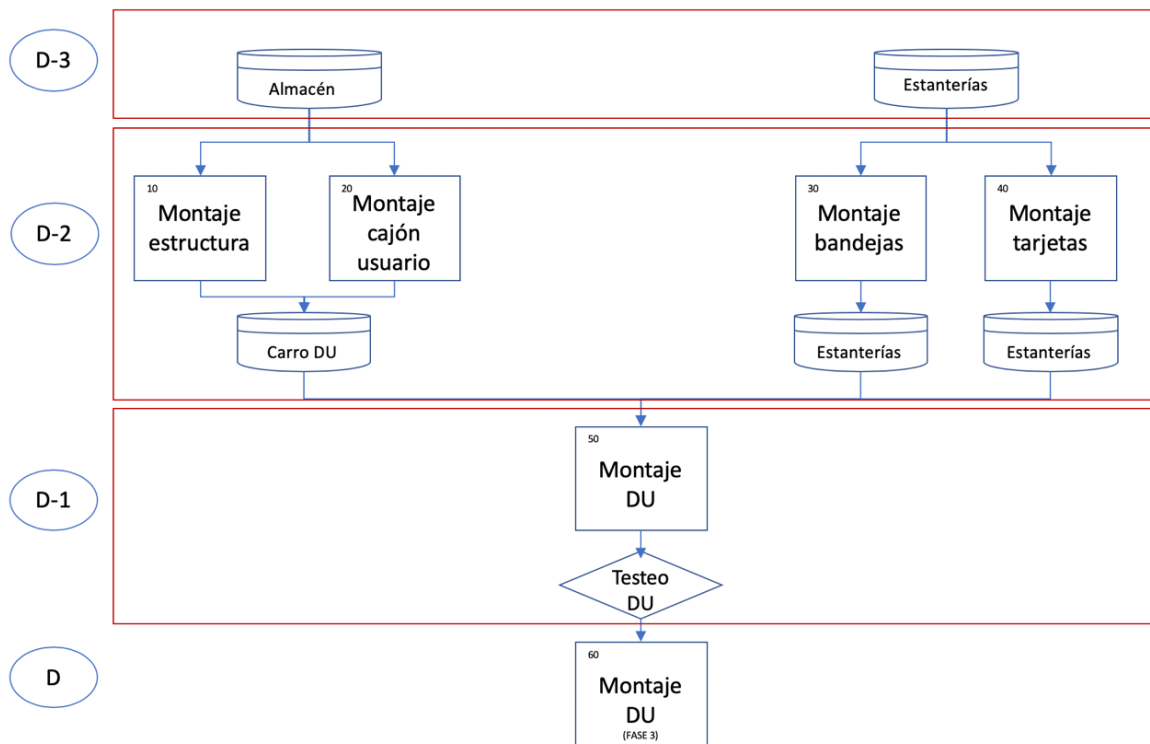 D-3
Almacén
Estanterías
D-2
10
Montaje
estructura
20
Montaje
cajón
usuario
30
Montaje
bandejas
40
Montaje
tarjetas
Carro DU
Estanterías
Estanterías
D-1
50
Montaje
DU
Testeo
DU
D
60
Montaje
DU
(FASE 3)